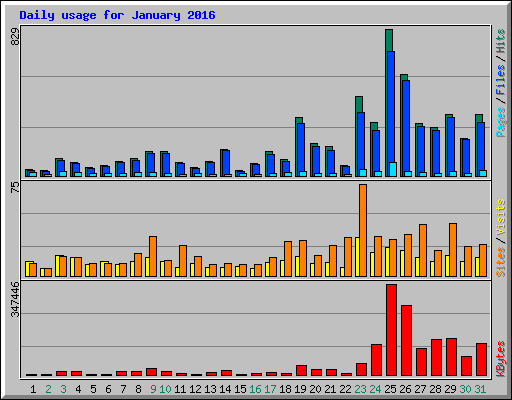 Daily usage for January 2016
829
Pages / Files / Hits
75
Sites / Visits
347446
KBytes
1 2 3 4 5 6 7 8 9 10 11 12 13 14 15 16 17 18 19 20 21 22 23 24 25 26 27 28 29 30 31